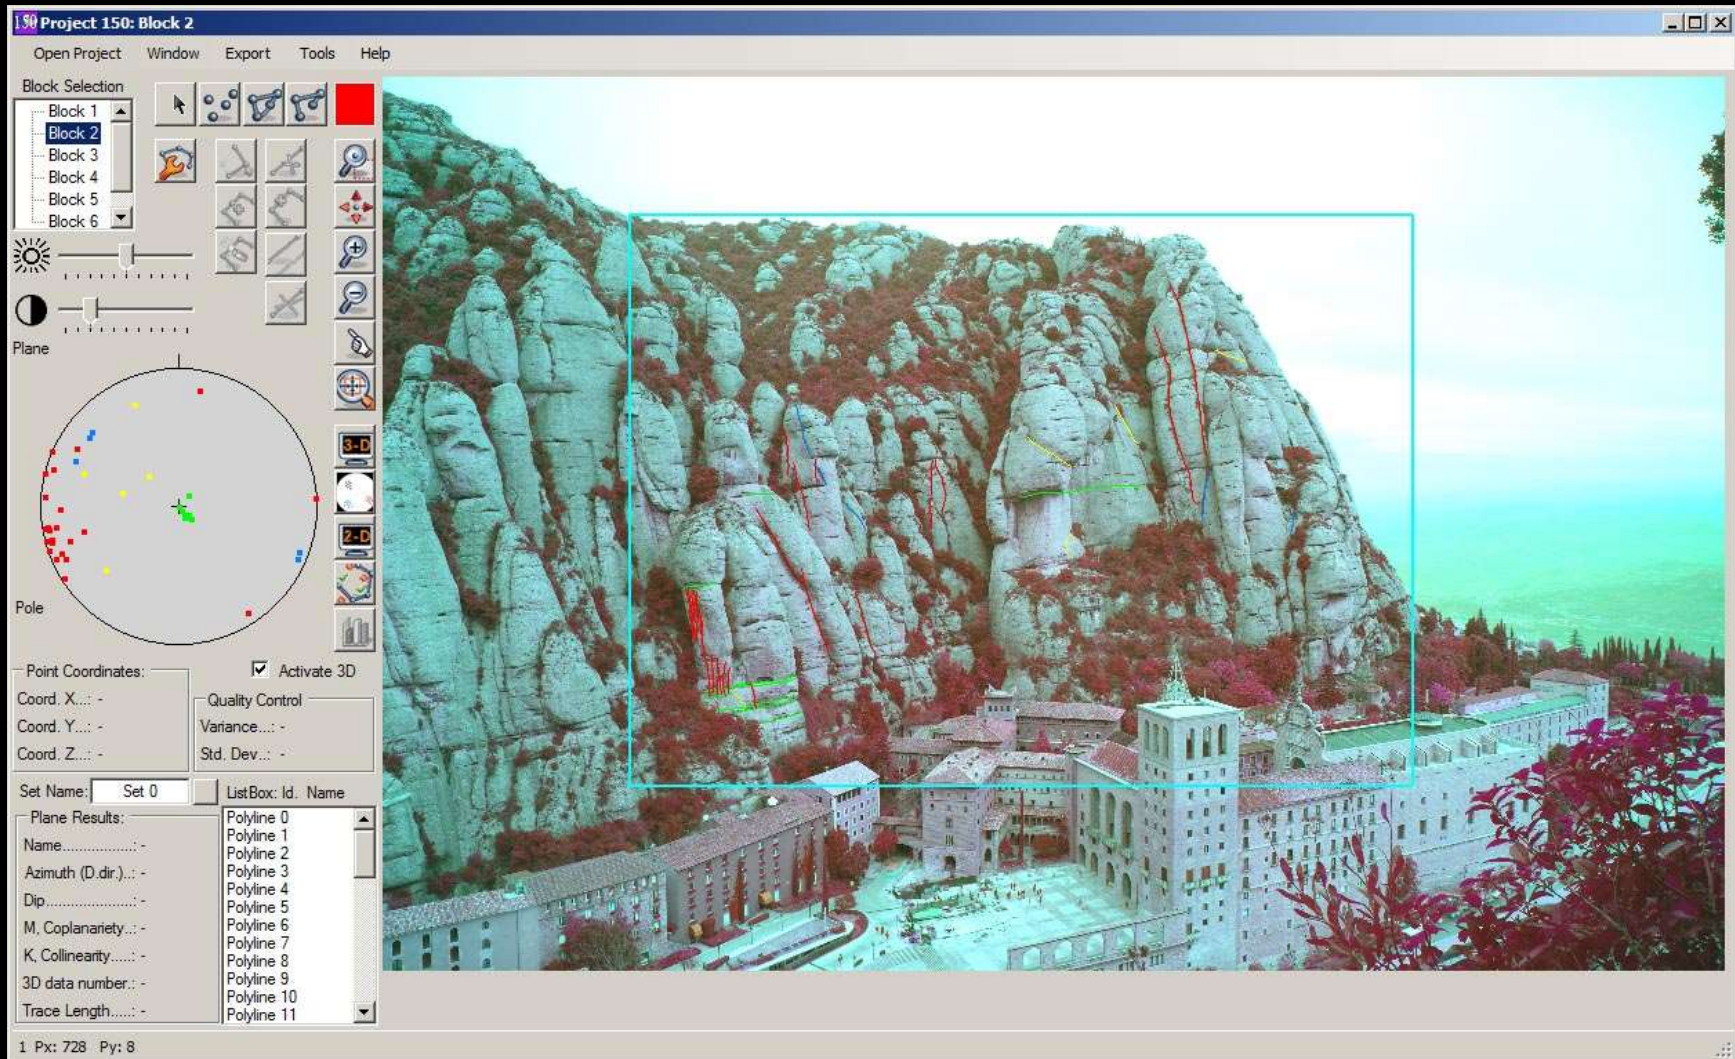 150 Project 150: Block 2
Open Project Window Export Tools Help
Block Selection
Block 1
Block 2
Block 3
Block 4
Block 5
Block 6
Plane
3-D
2-D
Pole
Activate 3D
Point Coordinates:
Coord. X...: -
Coord. Y...: -
Coord. Z...: -
Quality Control
Variance...: -
Std. Dev..: -
Set Name: Set 0
ListBox: Id. Name
Plane Results:
Name................: -
Azimuth (D.dir.)..: -
Dip.....................: -
M, Coplanariety..: -
K, Collinearity.....: -
3D data number.: -
Trace Length.....: -
Polyline 0
Polyline 1
Polyline 2
Polyline 3
Polyline 4
Polyline 5
Polyline 6
Polyline 7
Polyline 8
Polyline 9
Polyline 10
Polyline 11
1 Px: 728 Py: 8